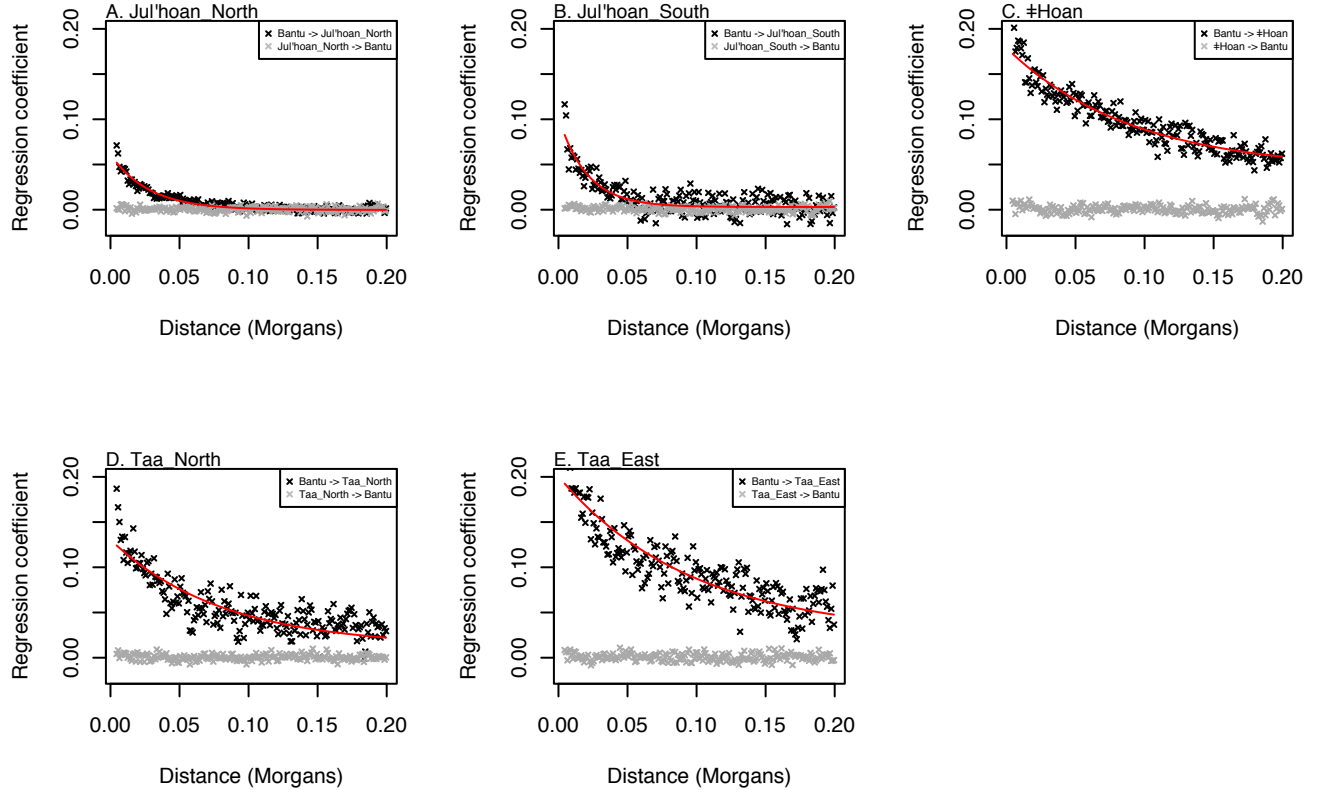 A. Jul'hoan_North
Regression coefficient
0.20
0.10
0.00
× Bantu -> Jul'hoan_North
× Jul'hoan_North -> Bantu
0.00 0.05 0.10 0.15 0.20
Distance (Morgans)
B. Jul'hoan_South
Regression coefficient
0.20
0.10
0.00
× Bantu -> Jul'hoan_South
× Jul'hoan_South -> Bantu
0.00 0.05 0.10 0.15 0.20
Distance (Morgans)
C. ǂHoan
Regression coefficient
0.20
0.10
0.00
× Bantu -> ǂHoan
× ǂHoan -> Bantu
0.00 0.05 0.10 0.15 0.20
Distance (Morgans)
D. Taa_North
Regression coefficient
0.20
0.10
0.00
× Bantu -> Taa_North
× Taa_North -> Bantu
0.00 0.05 0.10 0.15 0.20
Distance (Morgans)
E. Taa_East
Regression coefficient
0.20
0.10
0.00
× Bantu -> Taa_East
× Taa_East -> Bantu
0.00 0.05 0.10 0.15 0.20
Distance (Morgans)